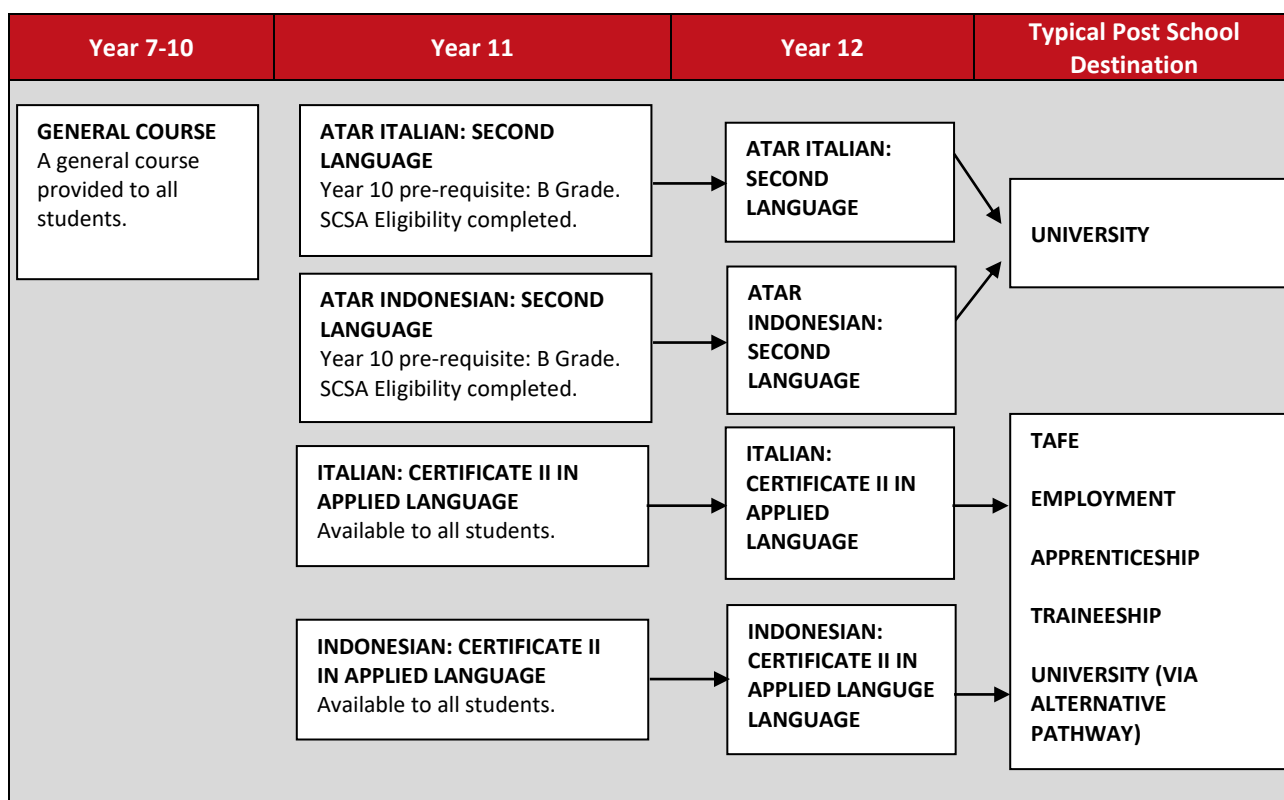 Year 7-10
Year 11
Year 12
Typical Post School
Destination
GENERAL COURSE
A general course
provided to all
students.
ATAR ITALIAN: SECOND
LANGUAGE
Year 10 pre-requisite: B Grade.
SCSA Eligibility completed.
ATAR ITALIAN:
SECOND
LANGUAGE
UNIVERSITY
ATAR INDONESIAN: SECOND
LANGUAGE
Year 10 pre-requisite: B Grade.
SCSA Eligibility completed.
ATAR
INDONESIAN:
SECOND
LANGUAGE
ITALIAN: CERTIFICATE II IN
APPLIED LANGUAGE
Available to all students.
ITALIAN:
CERTIFICATE II IN
APPLIED
LANGUAGE
INDONESIAN: CERTIFICATE II
IN APPLIED LANGUAGE
Available to all students.
INDONESIAN:
CERTIFICATE II IN
APPLIED LANGUGE
LANGUAGE
TAFE
EMPLOYMENT
APPRENTICESHIP
TRAINEESHIP
UNIVERSITY (VIA
ALTERNATIVE
PATHWAY)